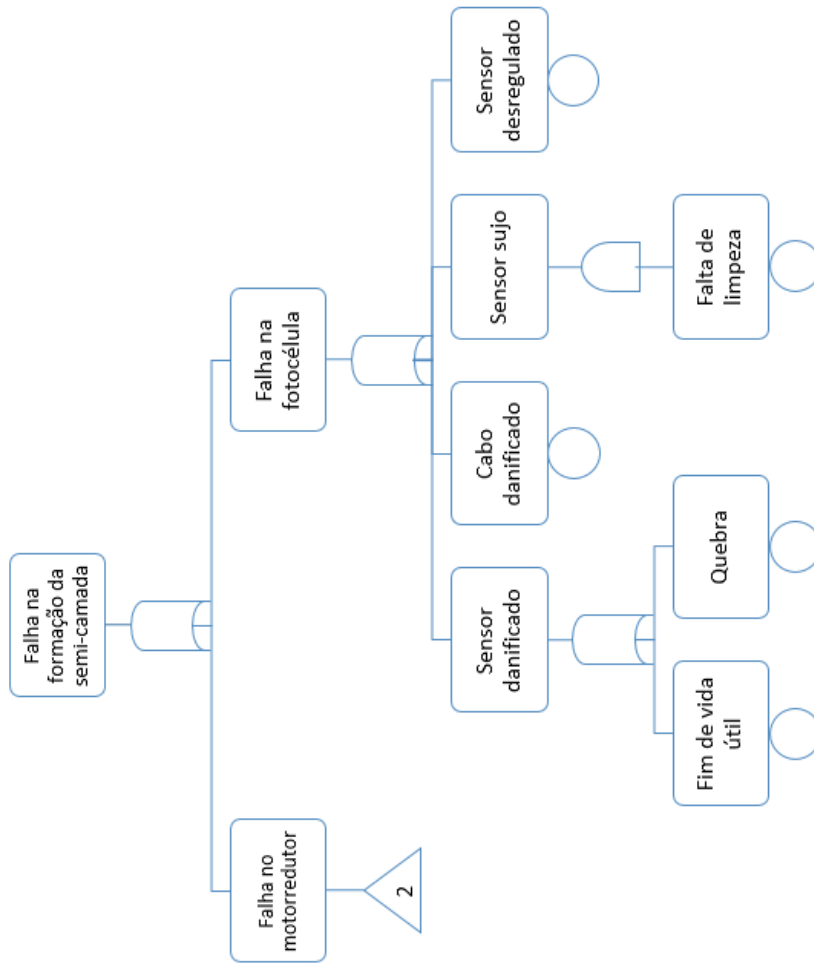 Falha na
formação da
semi-camada
Falha no
motorredutor
2
Falha na
fotocélula
Sensor
danificado
Cabo
danificado
Sensor sujo
Sensor
desregulado
Fim de vida
útil
Quebra
Falta de
limpeza